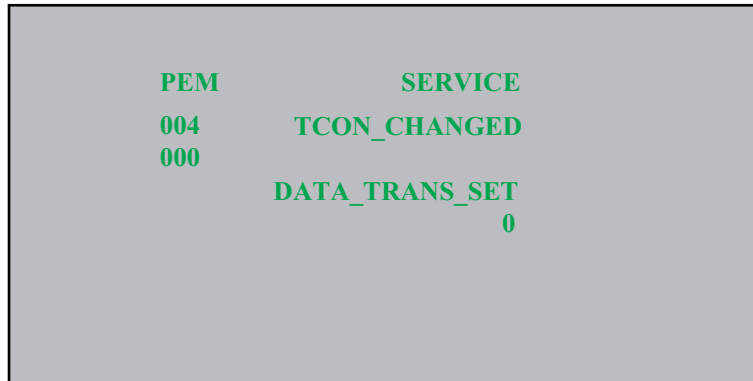 PEM SERVICE
004 TCON_CHANGED
000
DATA_TRANS_SET
0